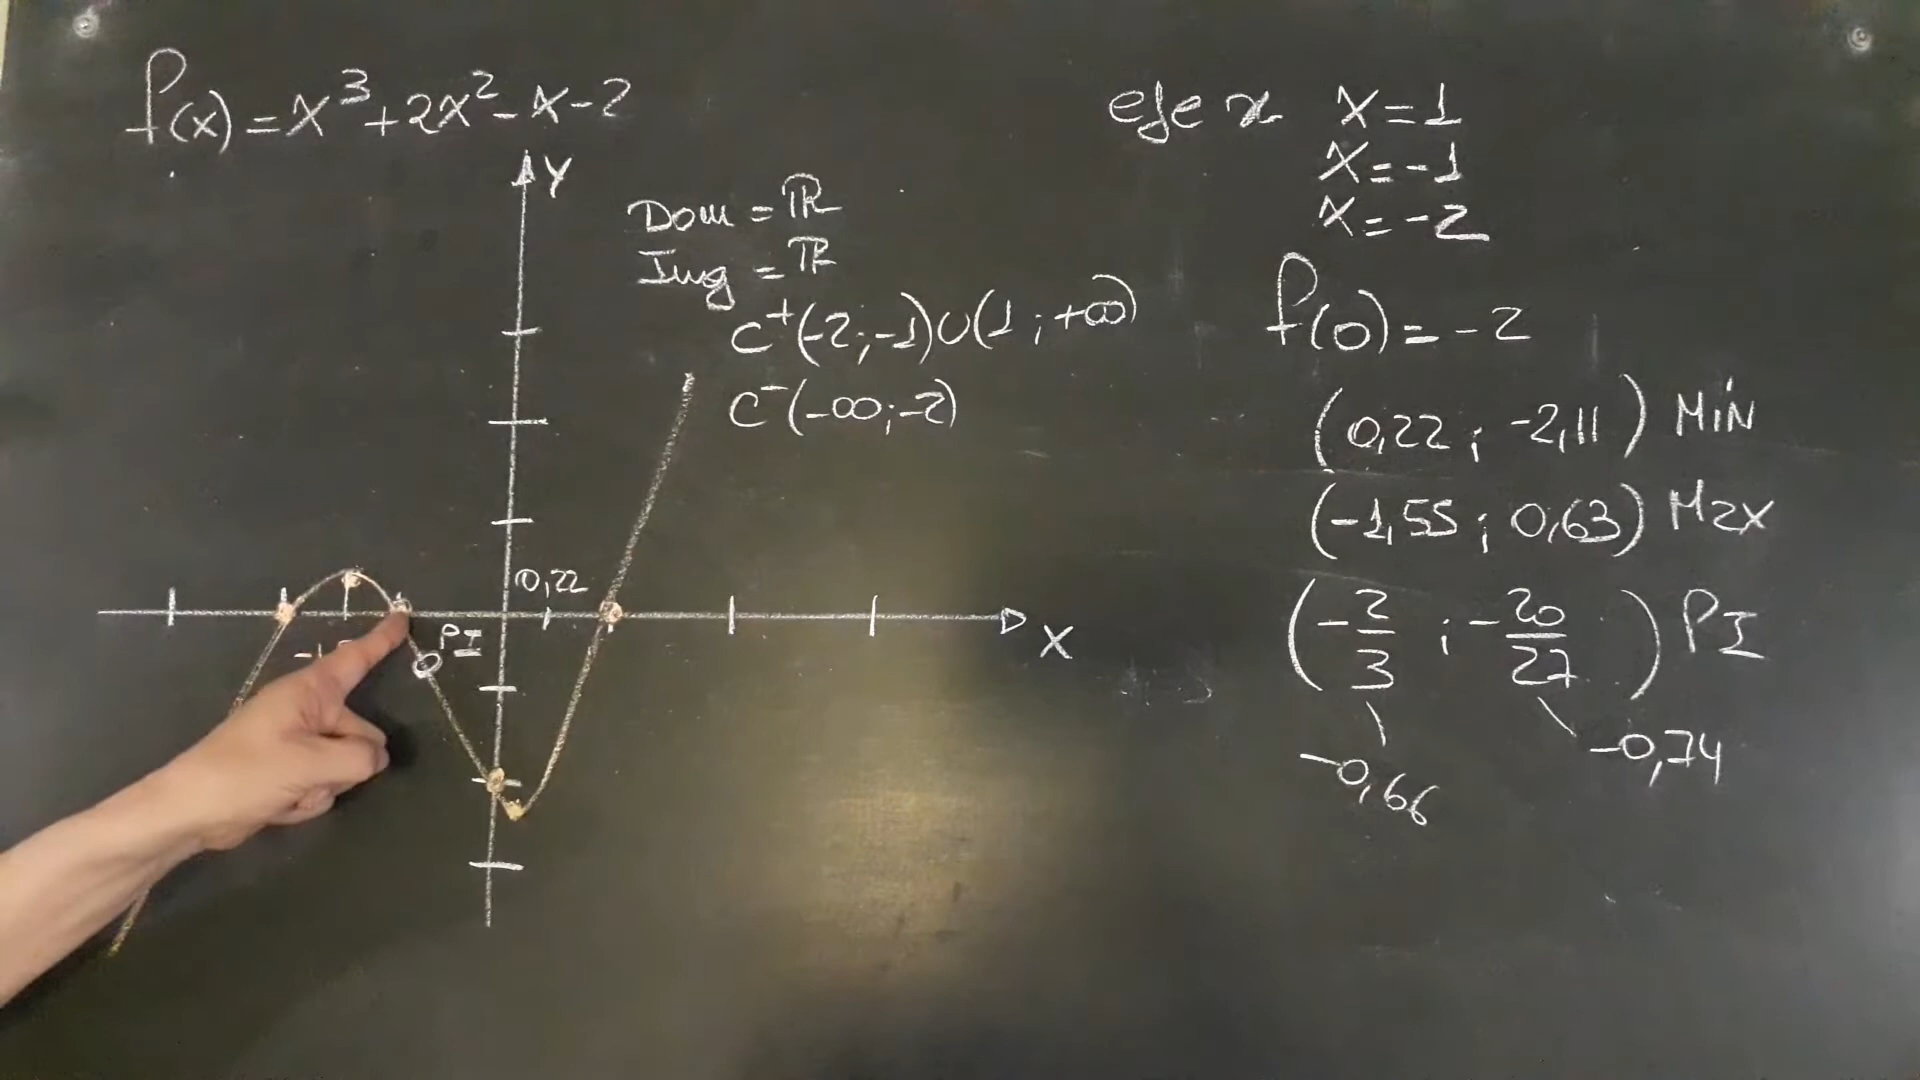 f(x) = x³ + 2x² - x - 2
Y
Dom = ℝ
Img = ℝ
C⁺(-2;-1)∪(1;+∞)
C⁻(-∞;-2)
0,22
PI
X
eje x x = 1
x = -1
x = -2
f(0) = -2
(0,22 ; -2,11) MíN
(-1,55 ; 0,63) Max
(-2/3 ; -20/27) PI
-0,66
-0,74